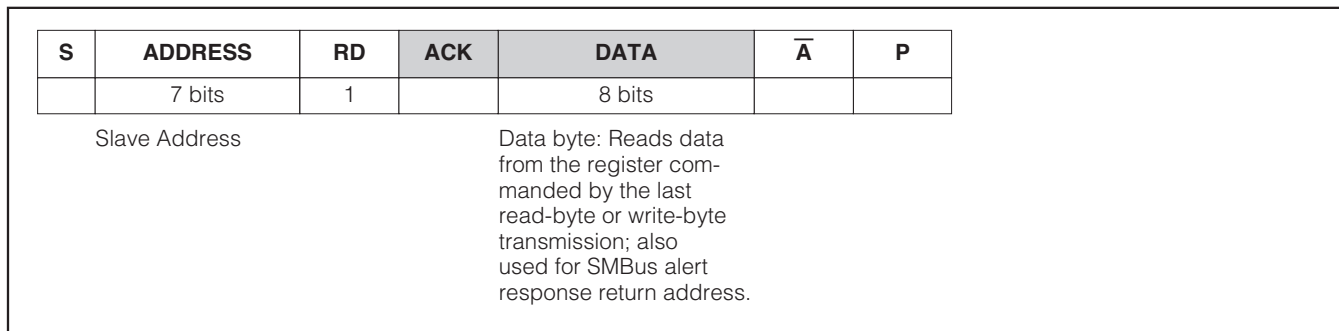 S ADDRESS RD ACK DATA A̅ P
7 bits 1 8 bits
Slave Address
Data byte: Reads data
from the register com-
manded by the last
read-byte or write-byte
transmission; also
used for SMBus alert
response return address.